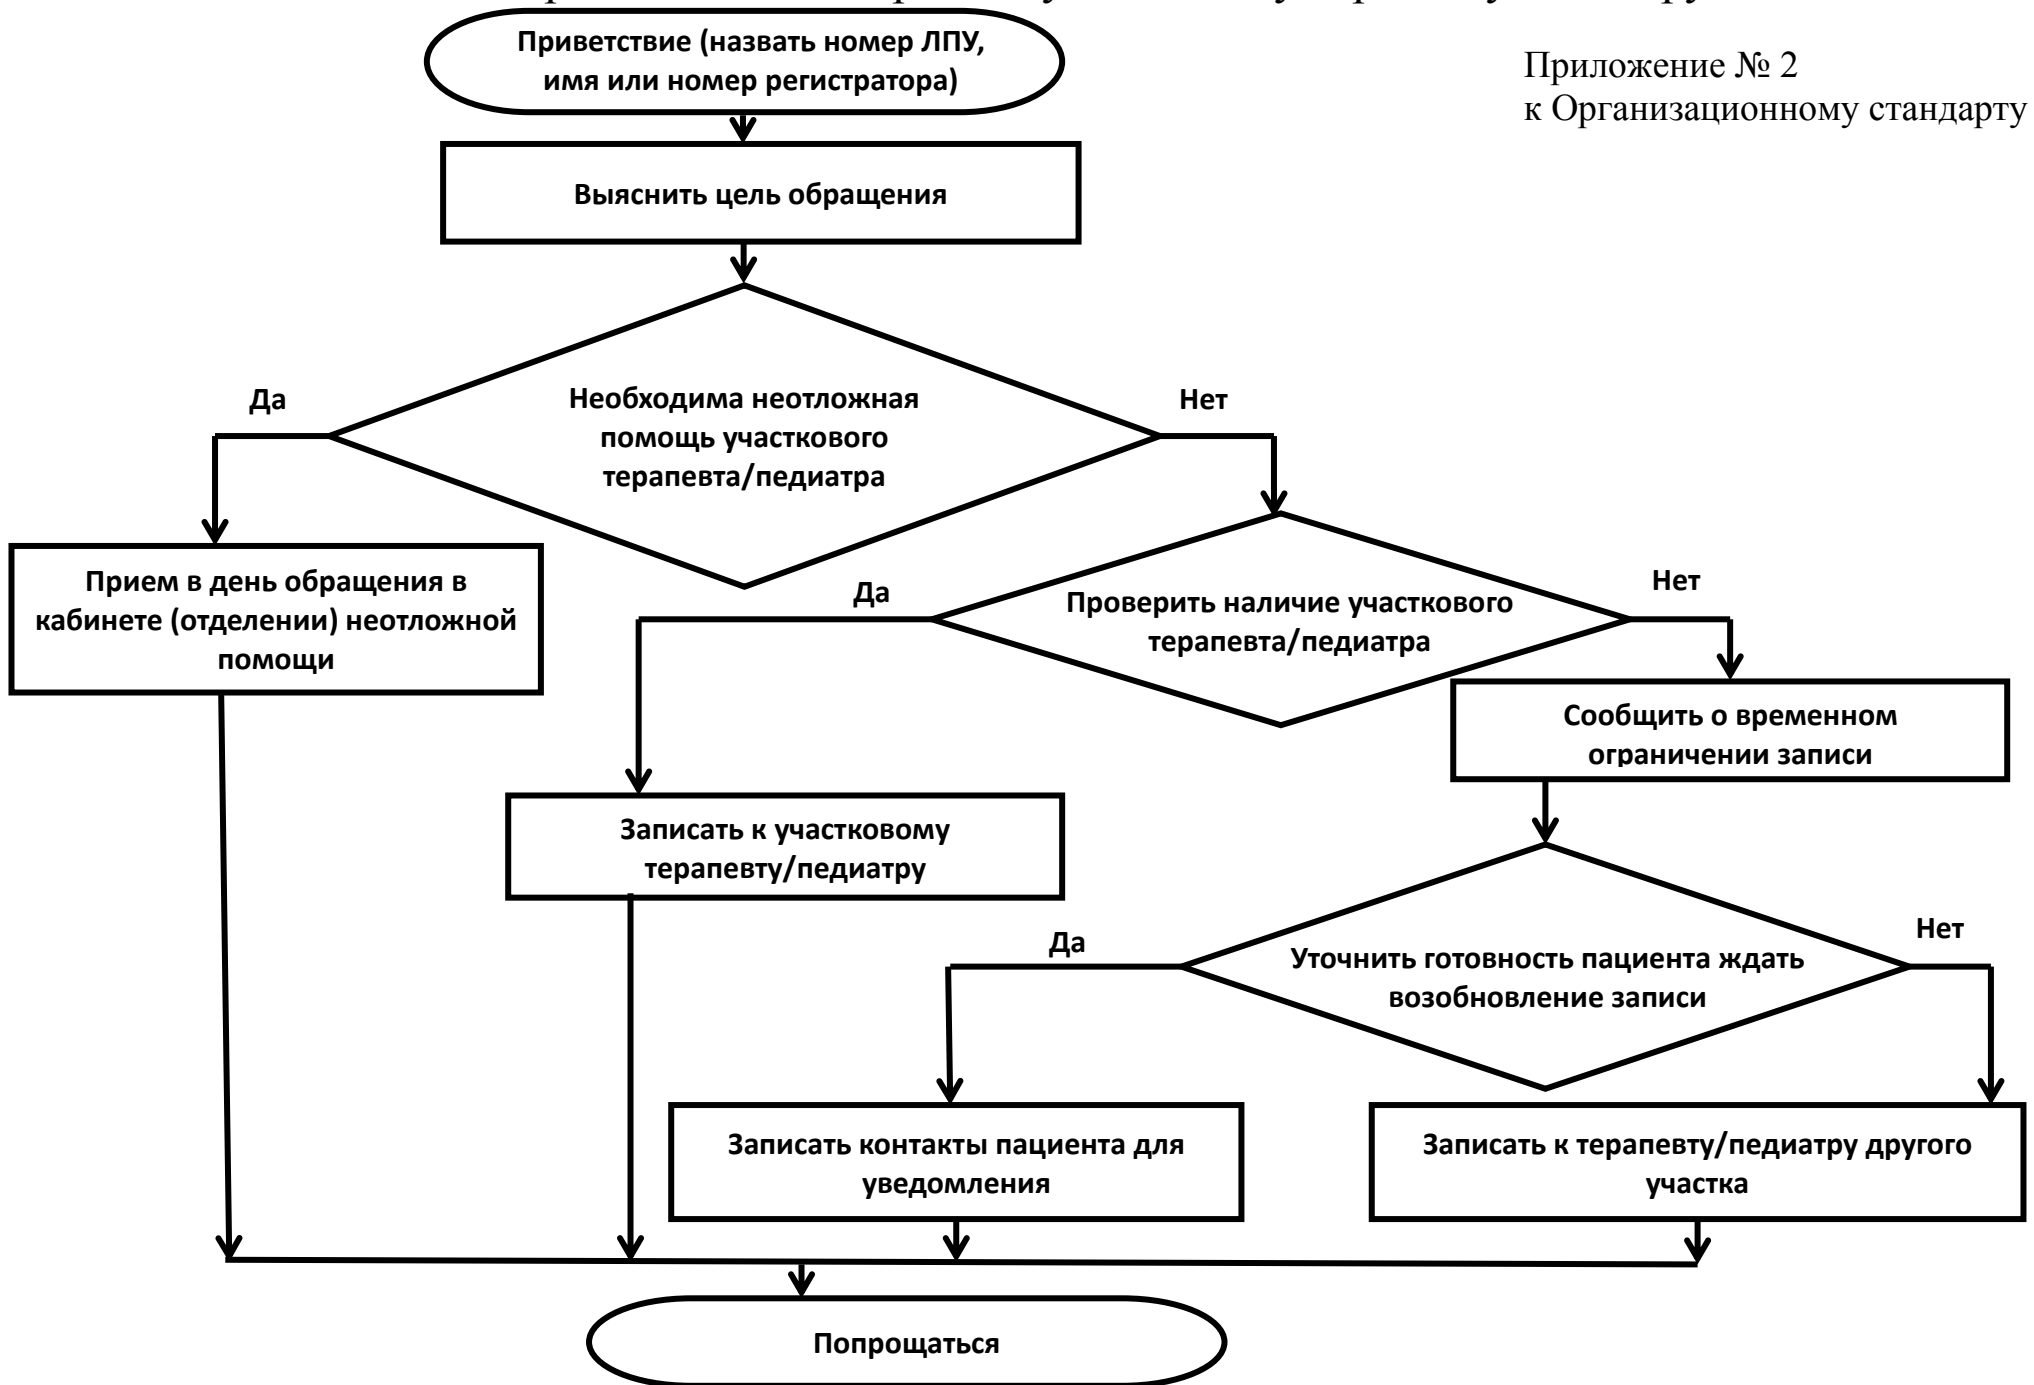 Приветствие (назвать номер ЛПУ,
имя или номер регистратора)
Приложение № 2
к Организационному стандарту
Выяснить цель обращения
Необходима неотложная
помощь участкового
терапевта/педиатра
Да
Нет
Прием в день обращения в
кабинете (отделении) неотложной
помощи
Проверить наличие участкового
терапевта/педиатра
Да
Нет
Сообщить о временном
ограничении записи
Записать к участковому
терапевту/педиатру
Уточнить готовность пациента ждать
возобновление записи
Да
Нет
Записать контакты пациента для
уведомления
Записать к терапевту/педиатру другого
участка
Попрощаться